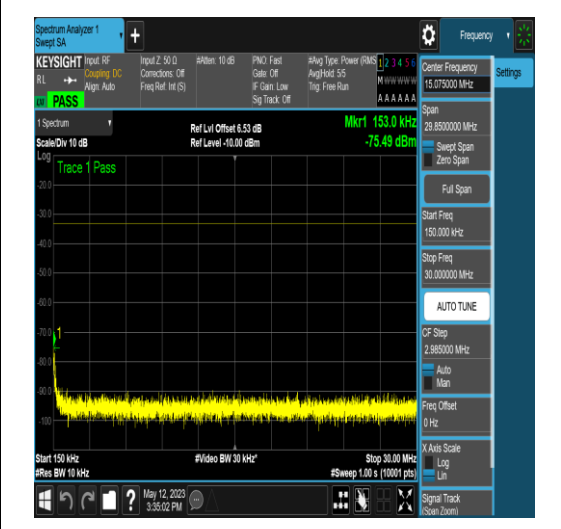 Spectrum Analyzer 1
Swept SA
Frequency
KEYSIGHT
RL
PASS
Input: RF
Coupling: DC
Align: Auto
Input Z: 50 Ω
Corrections: Off
Freq Ref: Int (S)
#Atten: 10 dB
PNO: Fast
Gate: Off
IF Gain: Low
Sig Track: Off
#Avg Type: Power (RMS
Avg|Hold: 5/5
Trig: Free Run
1 2 3 4 5 6
M W W W W W
A A A A A A
1 Spectrum
Scale/Div 10 dB
Ref Lvl Offset 6.53 dB
Ref Level -10.00 dBm
Mkr1 153.0 kHz
-75.49 dBm
Log
Trace 1 Pass
-20.0
-30.0
-40.0
-50.0
-60.0
-70.0
1
-80.0
-90.0
-100
Start 150 kHz
#Res BW 10 kHz
#Video BW 30 kHz*
Stop 30.00 MHz
#Sweep 1.00 s (10001 pts)
May 12, 2023
3:35:02 PM
Center Frequency
15.075000 MHz
Settings
Span
29.8500000 MHz
Swept Span
Zero Span
Full Span
Start Freq
150.000 kHz
Stop Freq
30.000000 MHz
AUTO TUNE
CF Step
2.985000 MHz
Auto
Man
Freq Offset
0 Hz
X Axis Scale
Log
Lin
Signal Track
(Span Zoom)